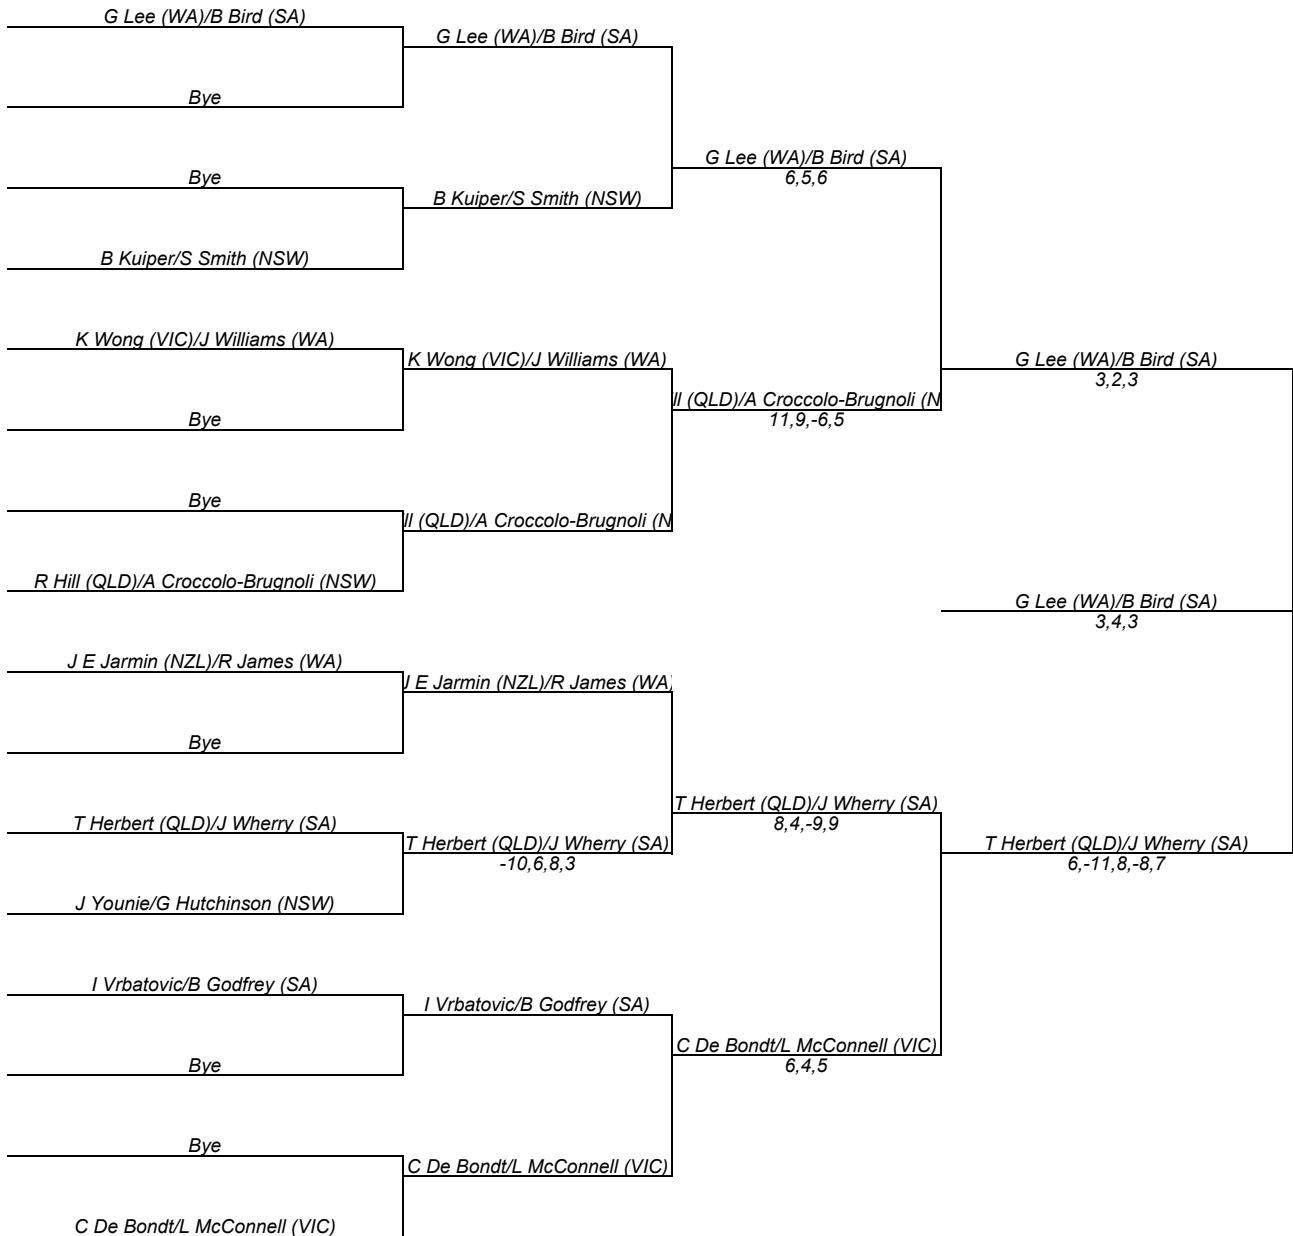 G Lee (WA)/B Bird (SA)
G Lee (WA)/B Bird (SA)
Bye
G Lee (WA)/B Bird (SA)
6,5,6
Bye
B Kuiper/S Smith (NSW)
B Kuiper/S Smith (NSW)
K Wong (VIC)/J Williams (WA)
K Wong (VIC)/J Williams (WA)
G Lee (WA)/B Bird (SA)
3,2,3
ll (QLD)/A Croccolo-Brugnoli (N
11,9,-6,5
Bye
Bye
ll (QLD)/A Croccolo-Brugnoli (N
R Hill (QLD)/A Croccolo-Brugnoli (NSW)
G Lee (WA)/B Bird (SA)
3,4,3
J E Jarmin (NZL)/R James (WA)
J E Jarmin (NZL)/R James (WA)
Bye
T Herbert (QLD)/J Wherry (SA)
8,4,-9,9
T Herbert (QLD)/J Wherry (SA)
T Herbert (QLD)/J Wherry (SA)
-10,6,8,3
T Herbert (QLD)/J Wherry (SA)
6,-11,8,-8,7
J Younie/G Hutchinson (NSW)
I Vrbatovic/B Godfrey (SA)
I Vrbatovic/B Godfrey (SA)
C De Bondt/L McConnell (VIC)
6,4,5
Bye
Bye
C De Bondt/L McConnell (VIC)
C De Bondt/L McConnell (VIC)